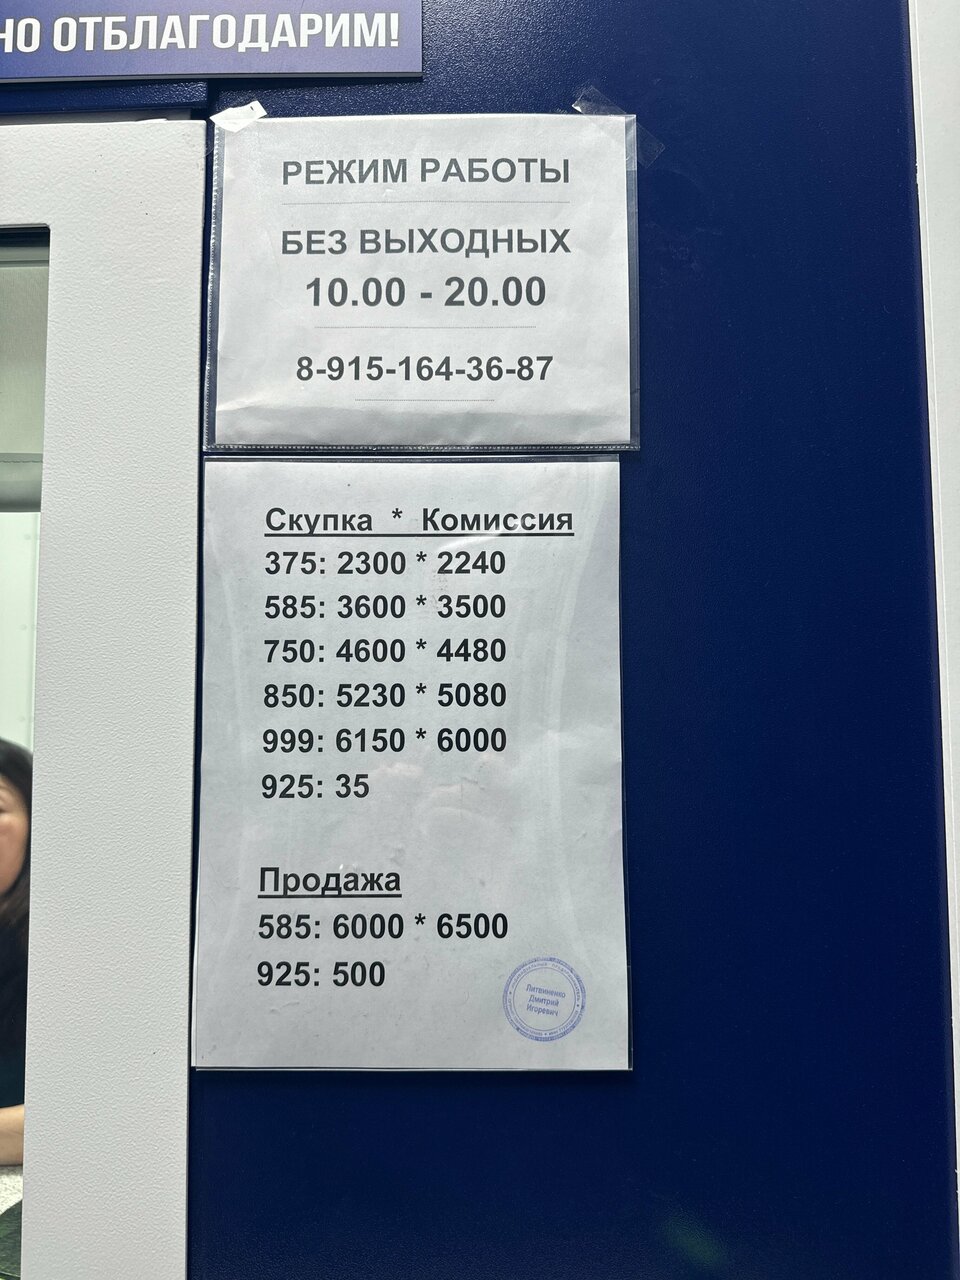 НО ОТБЛАГОДАРИМ!
РЕЖИМ РАБОТЫ
БЕЗ ВЫХОДНЫХ
10.00 - 20.00
8-915-164-36-87
Скупка * Комиссия
375: 2300 * 2240
585: 3600 * 3500
750: 4600 * 4480
850: 5230 * 5080
999: 6150 * 6000
925: 35
Продажа
585: 6000 * 6500
925: 500
Литвиненко
Дмитрий
Игоревич